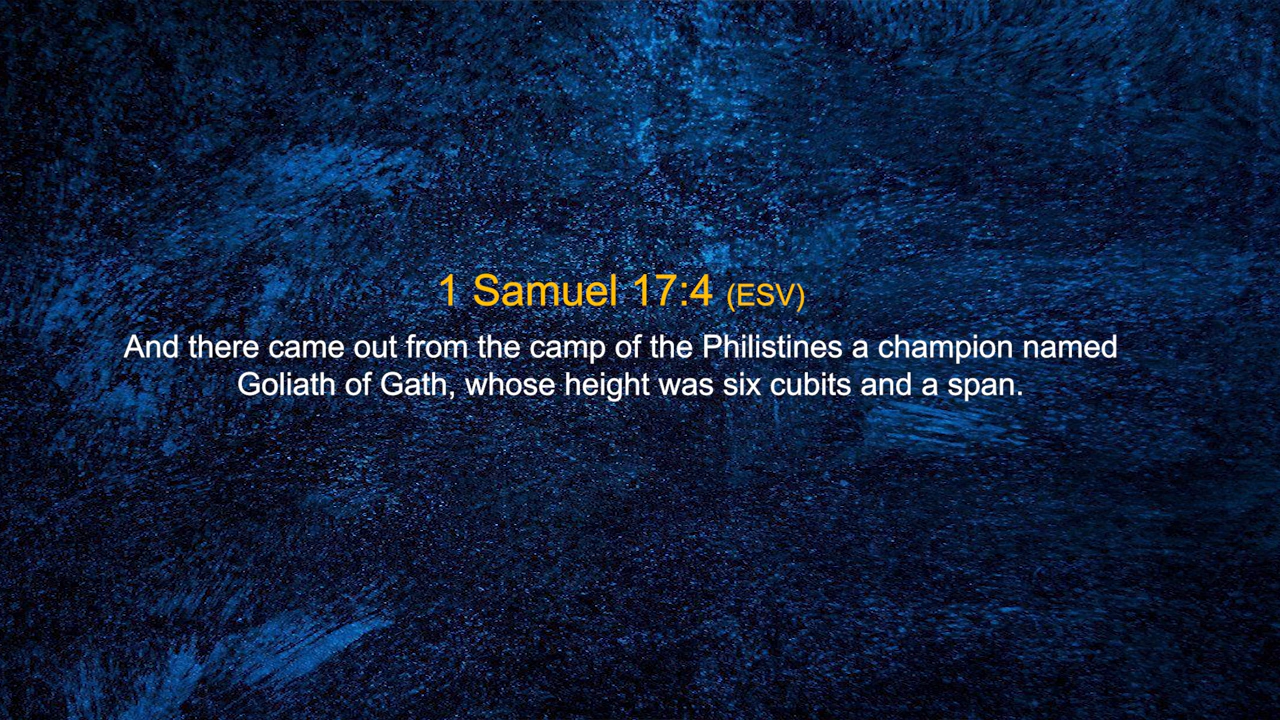 1 Samuel 17:4 (ESV)
And there came out from the camp of the Philistines a champion named
Goliath of Gath, whose height was six cubits and a span.